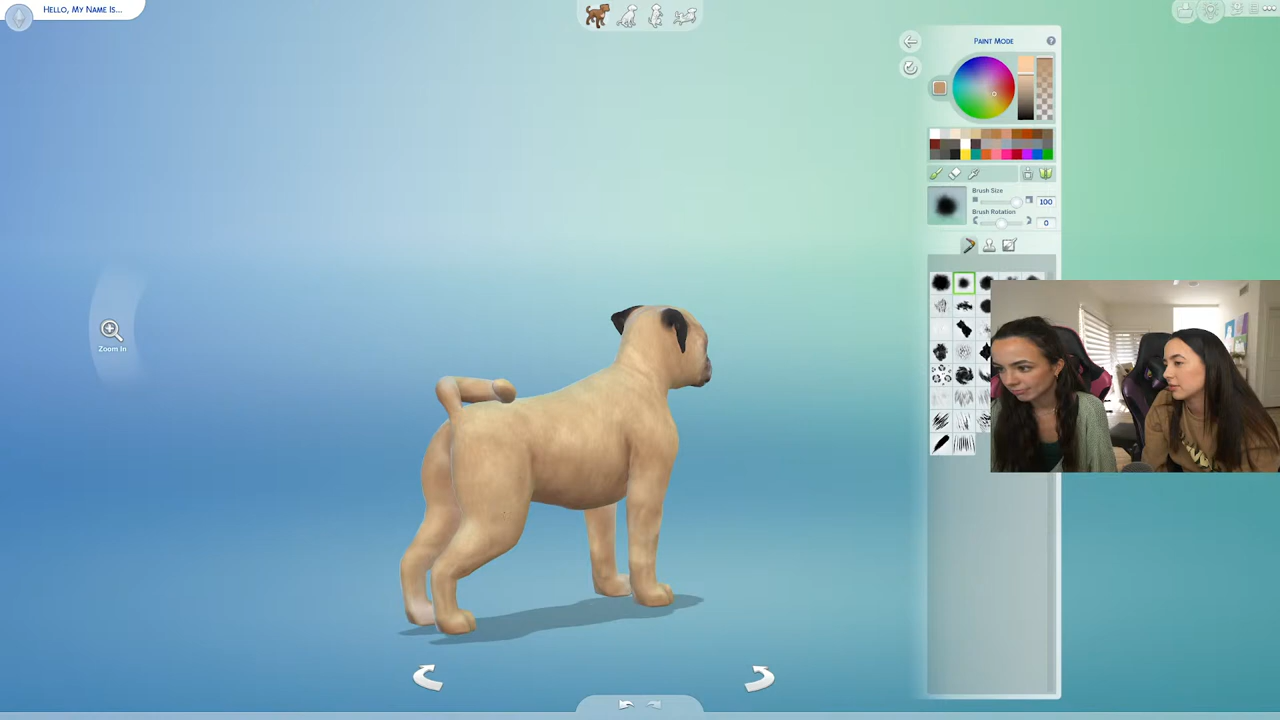 Hello, My Name Is...
Paint Mode
?
Brush Size
100
Brush Rotation
0
Zoom In